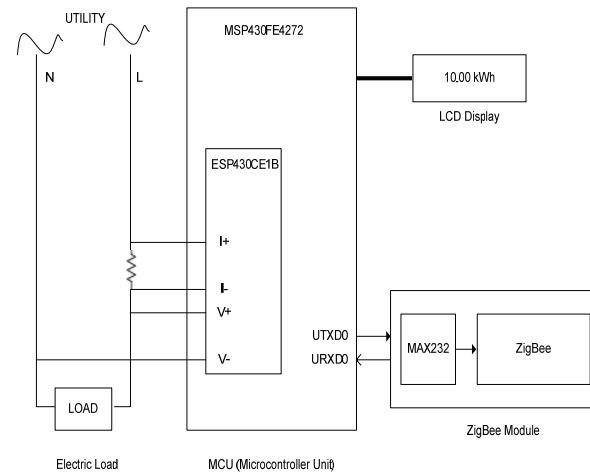 UTILITY
N
L
MSP430FE4272
10,00 kWh
LCD Display
ESP430CE1B
I+
I-
V+
V-
UTXD0
URXD0
MAX232
ZigBee
ZigBee Module
LOAD
Electric Load
MCU (Microcontroller Unit)